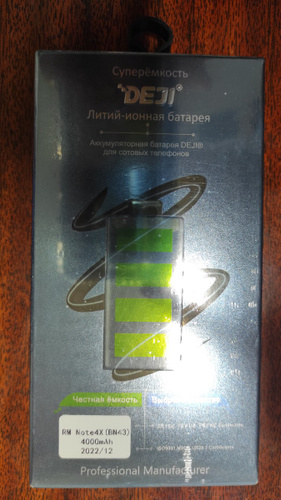 Суперёмкость
DEJI®
Литий-ионная батарея
Аккумуляторная батарея DEJI®
для сотовых телефонов
Честная ёмкость
RM Note4X(BN43)
4000mAh
2022/12
Professional Manufacturer